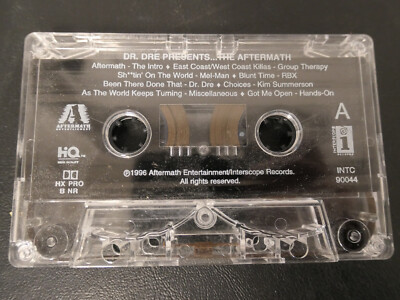 DR. DRE PRESENTS...THE AFTERMATH
Aftermath - The Intro ♦ East Coast/West Coast Killas - Group Therapy
Sh**tin' On The World - Mel-Man ♦ Blunt Time - RBX
Been There Done That - Dr. Dre ♦ Choices - Kim Summerson
As The World Keeps Turning - Miscellaneous ♦ Got Me Open - Hands-On
AFTERMATH
A
HQ
HX PRO
B NR
INTC
90044
℗1996 Aftermath Entertainment/Interscope Records.
All rights reserved.